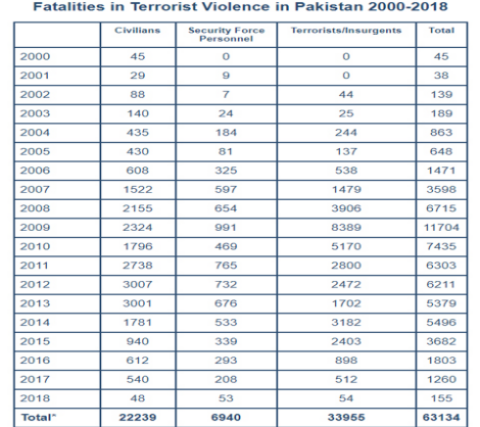 Fatalities in Terrorist Violence in Pakistan 2000-2018
Civilians Security Force Personnel Terrorists/Insurgents Total
2000 45 0 0 45
2001 29 9 0 38
2002 88 7 44 139
2003 140 24 25 189
2004 435 184 244 863
2005 430 81 137 648
2006 608 325 538 1471
2007 1522 597 1479 3598
2008 2155 654 3906 6715
2009 2324 991 8389 11704
2010 1796 469 5170 7435
2011 2738 765 2800 6303
2012 3007 732 2472 6211
2013 3001 676 1702 5379
2014 1781 533 3182 5496
2015 940 339 2403 3682
2016 612 293 898 1803
2017 540 208 512 1260
2018 48 53 54 155
Total* 22239 6940 33955 63134